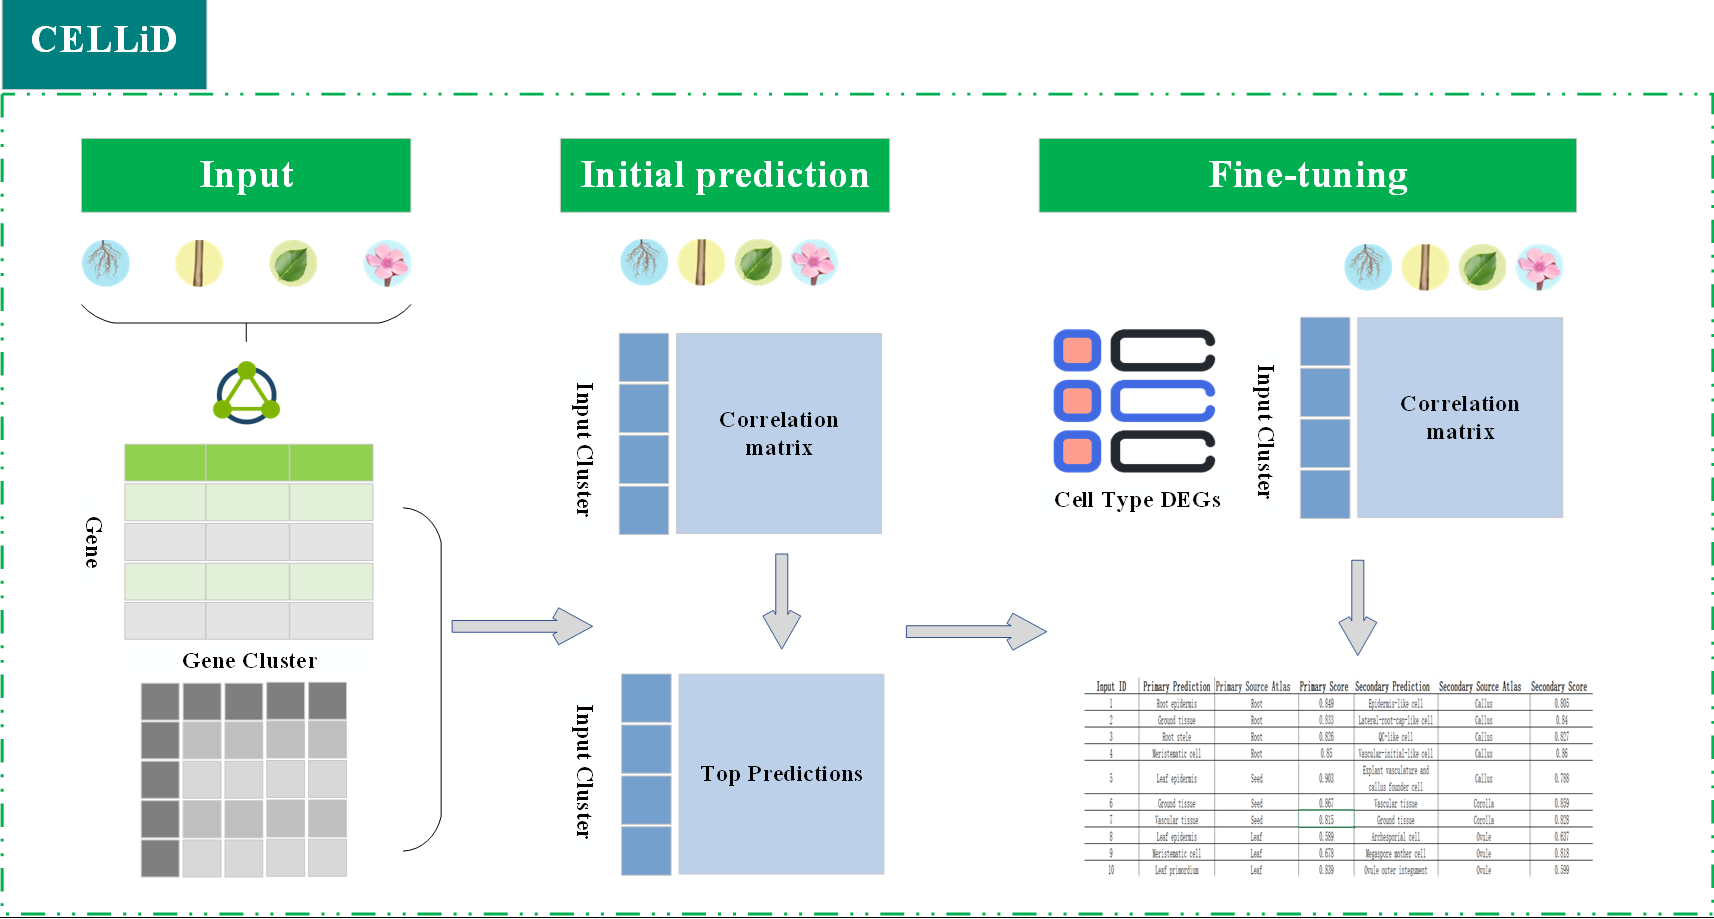 CELLiD
Input
Initial prediction
Fine-tuning
Gene
Gene Cluster
Input Cluster
Correlation
matrix
Input Cluster
Top Predictions
Cell Type DEGs
Input Cluster
Correlation
matrix
Input ID Primary Prediction Primary Source Atlas Primary Score Secondary Prediction Secondary Source Atlas Secondary Score
1 Root epidermis Root 0.849 Epidermis-like cell Callus 0.805
2 Ground tissue Root 0.833 Lateral-root-cap-like cell Callus 0.84
3 Root stele Root 0.826 QC-like cell Callus 0.827
4 Meristematic cell Root 0.85 Vascular-initial-like cell Callus 0.86
5 Leaf epidermis Seed 0.903 Explant vasculature and
callus founder cell Callus 0.788
6 Ground tissue Seed 0.867 Vascular tissue Corolla 0.859
7 Vascular tissue Seed 0.815 Ground tissue Corolla 0.828
8 Leaf epidermis Leaf 0.589 Archesporial cell Ovule 0.637
9 Meristematic cell Leaf 0.678 Megaspore mother cell Ovule 0.818
10 Leaf primordium Leaf 0.839 Ovule outer integument Ovule 0.599